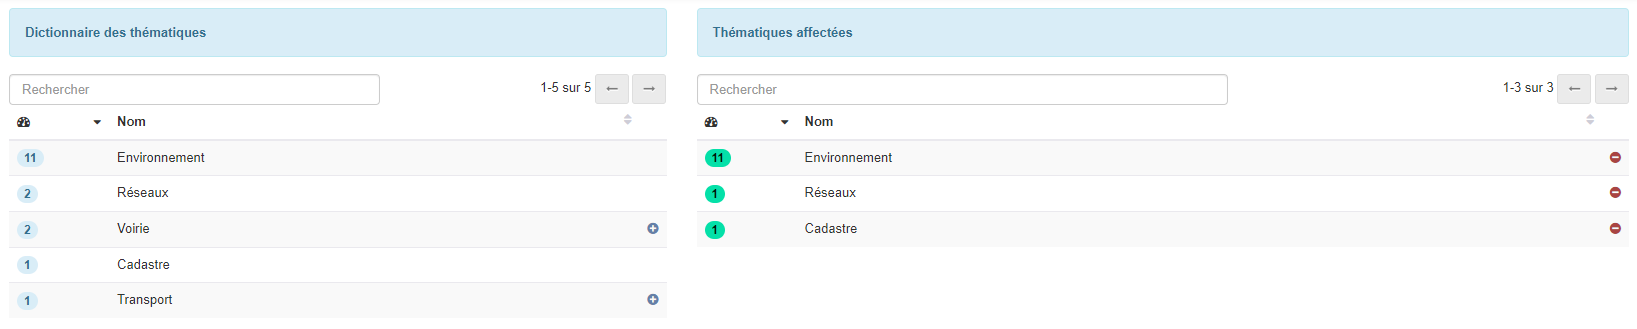 Dictionnaire des thématiques
Rechercher
1-5 sur 5 ← →
Nom
11 Environnement
2 Réseaux
2 Voirie
1 Cadastre
1 Transport
Thématiques affectées
Rechercher
1-3 sur 3 ← →
Nom
11 Environnement
1 Réseaux
1 Cadastre